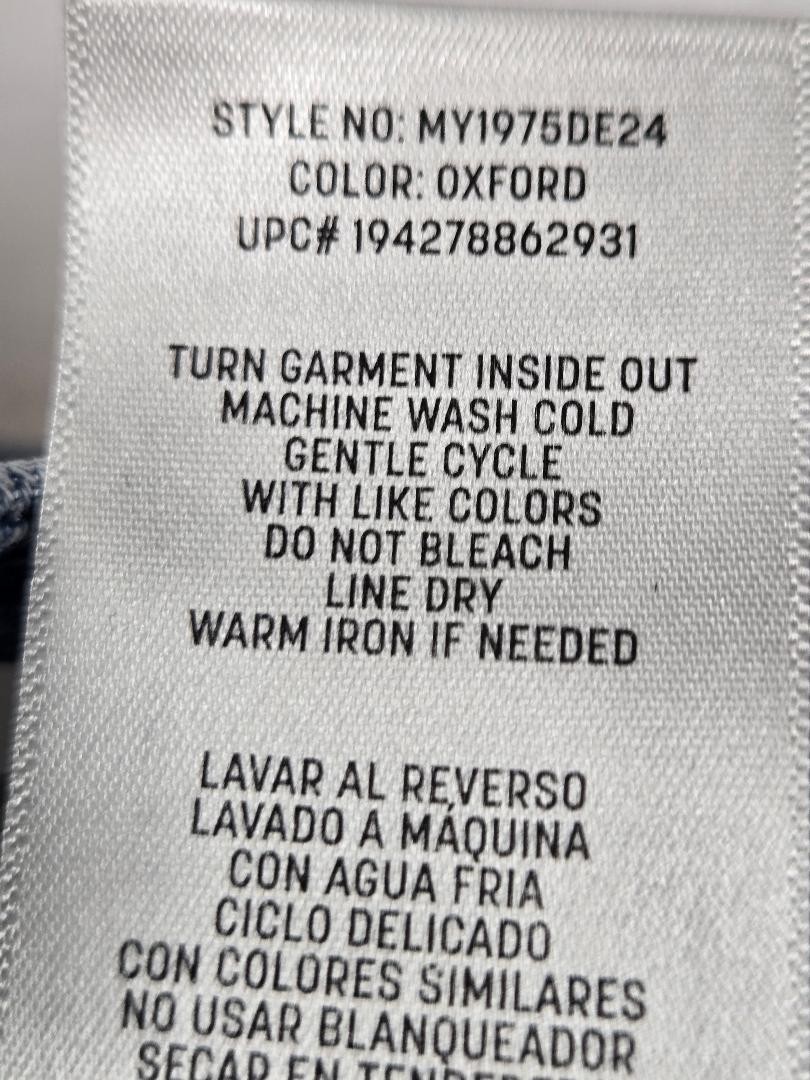 STYLE NO: MY1975DE24
COLOR: OXFORD
UPC# 194278862931
TURN GARMENT INSIDE OUT
MACHINE WASH COLD
GENTLE CYCLE
WITH LIKE COLORS
DO NOT BLEACH
LINE DRY
WARM IRON IF NEEDED
LAVAR AL REVERSO
LAVADO A MÁQUINA
CON AGUA FRIA
CICLO DELICADO
CON COLORES SIMILARES
NO USAR BLANQUEADOR
SECAR EN